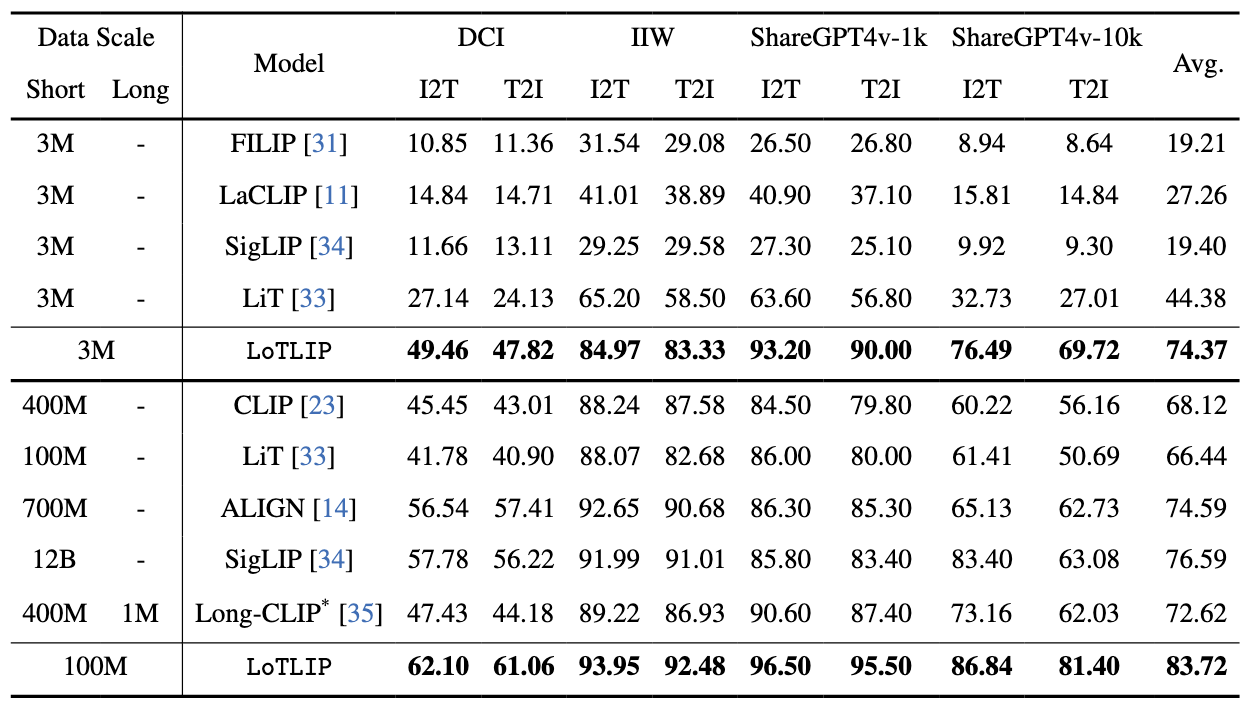 Data Scale Model DCI IIW ShareGPT4v-1k ShareGPT4v-10k Avg.
Short Long I2T T2I I2T T2I I2T T2I I2T T2I
3M - FILIP [31] 10.85 11.36 31.54 29.08 26.50 26.80 8.94 8.64 19.21
3M - LaCLIP [11] 14.84 14.71 41.01 38.89 40.90 37.10 15.81 14.84 27.26
3M - SigLIP [34] 11.66 13.11 29.25 29.58 27.30 25.10 9.92 9.30 19.40
3M - LiT [33] 27.14 24.13 65.20 58.50 63.60 56.80 32.73 27.01 44.38
3M LoTLIP 49.46 47.82 84.97 83.33 93.20 90.00 76.49 69.72 74.37
400M - CLIP [23] 45.45 43.01 88.24 87.58 84.50 79.80 60.22 56.16 68.12
100M - LiT [33] 41.78 40.90 88.07 82.68 86.00 80.00 61.41 50.69 66.44
700M - ALIGN [14] 56.54 57.41 92.65 90.68 86.30 85.30 65.13 62.73 74.59
12B - SigLIP [34] 57.78 56.22 91.99 91.01 85.80 83.40 83.40 63.08 76.59
400M 1M Long-CLIP* [35] 47.43 44.18 89.22 86.93 90.60 87.40 73.16 62.03 72.62
100M LoTLIP 62.10 61.06 93.95 92.48 96.50 95.50 86.84 81.40 83.72